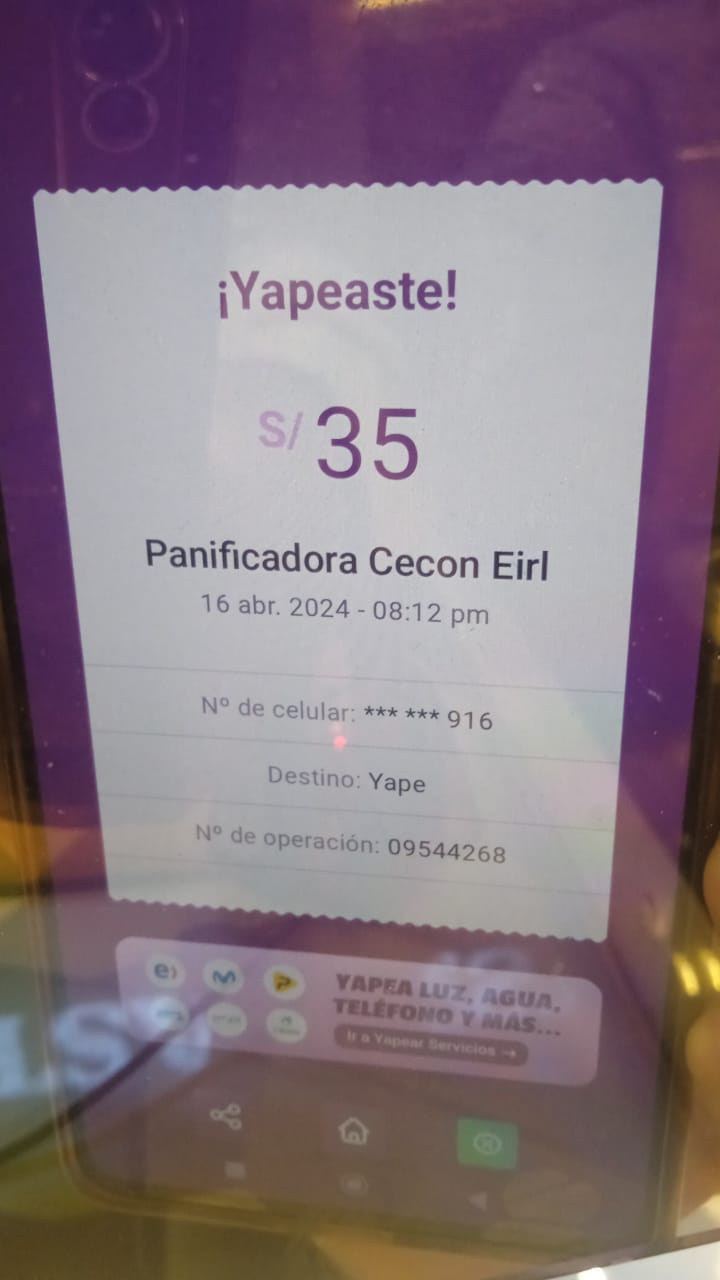 ¡Yapeaste!
S/ 35
Panificadora Cecon Eirl
16 abr. 2024 - 08:12 pm
Nº de celular: *** *** 916
Destino: Yape
Nº de operación: 09544268
YAPEA LUZ, AGUA,
TELÉFONO Y MÁS...
Ir a Yapear Servicios →